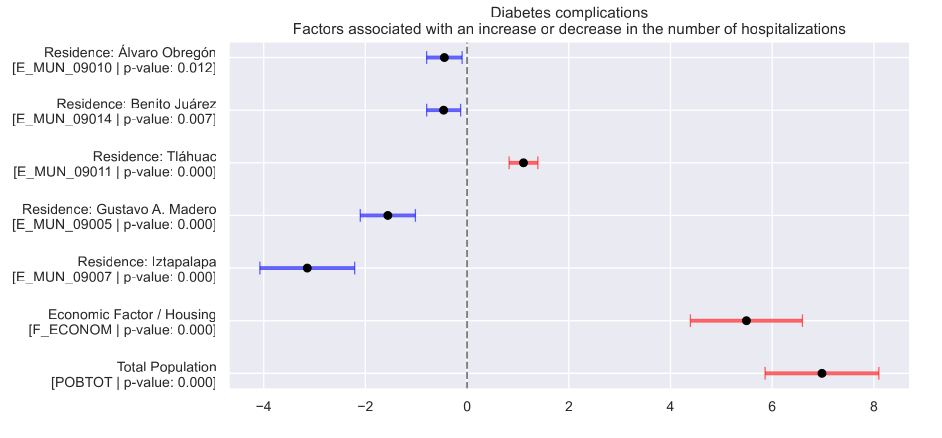 Diabetes complications
Factors associated with an increase or decrease in the number of hospitalizations
Residence: Álvaro Obregón
[E_MUN_09010 | p-value: 0.012]
Residence: Benito Juárez
[E_MUN_09014 | p-value: 0.007]
Residence: Tláhuac
[E_MUN_09011 | p-value: 0.000]
Residence: Gustavo A. Madero
[E_MUN_09005 | p-value: 0.000]
Residence: Iztapalapa
[E_MUN_09007 | p-value: 0.000]
Economic Factor / Housing
[F_ECONOM | p-value: 0.000]
Total Population
[POBTOT | p-value: 0.000]
−4 −2 0 2 4 6 8